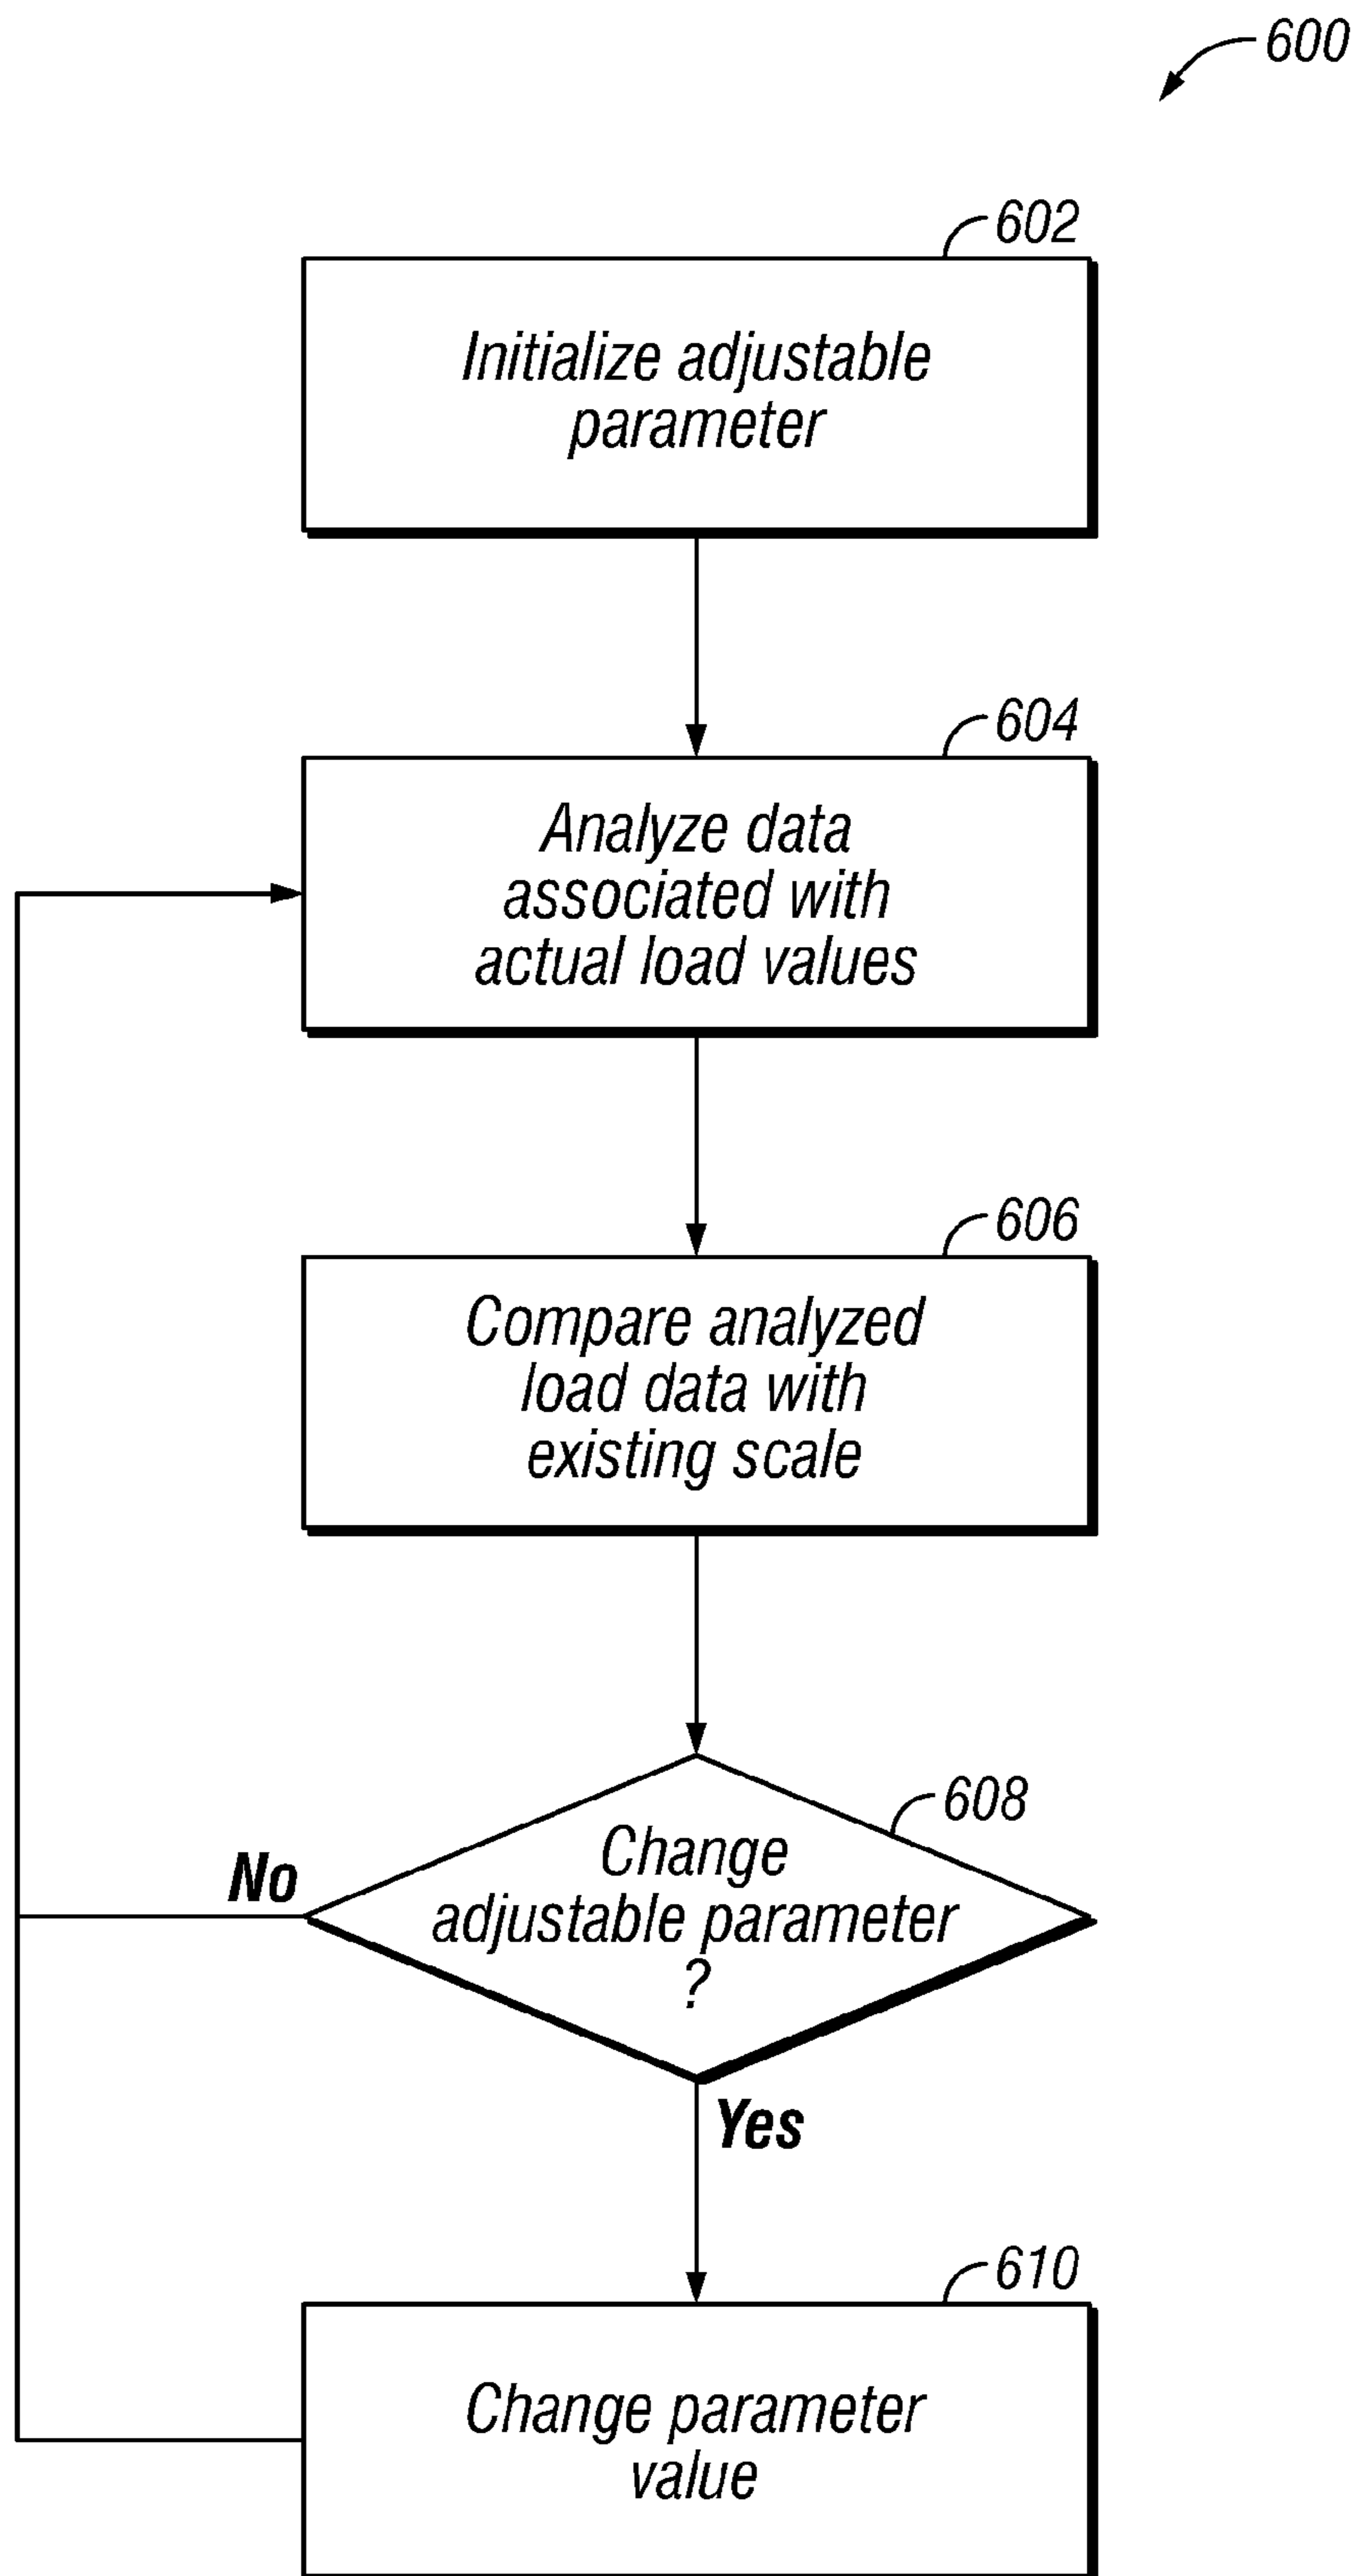 600
602
Initialize adjustable
parameter
604
Analyze data
associated with
actual load values
606
Compare analyzed
load data with
existing scale
608
Change
adjustable parameter
?
No
Yes
610
Change parameter
value